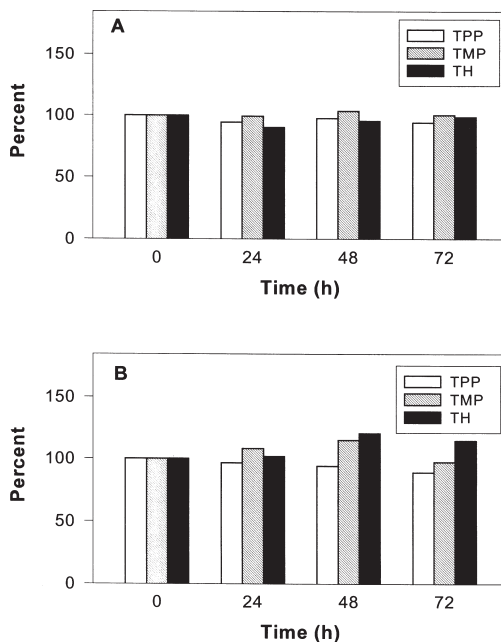 A
TPP
TMP
TH
150
100
50
0
Percent
0 24 48 72
Time (h)
B
TPP
TMP
TH
150
100
50
0
Percent
0 24 48 72
Time (h)